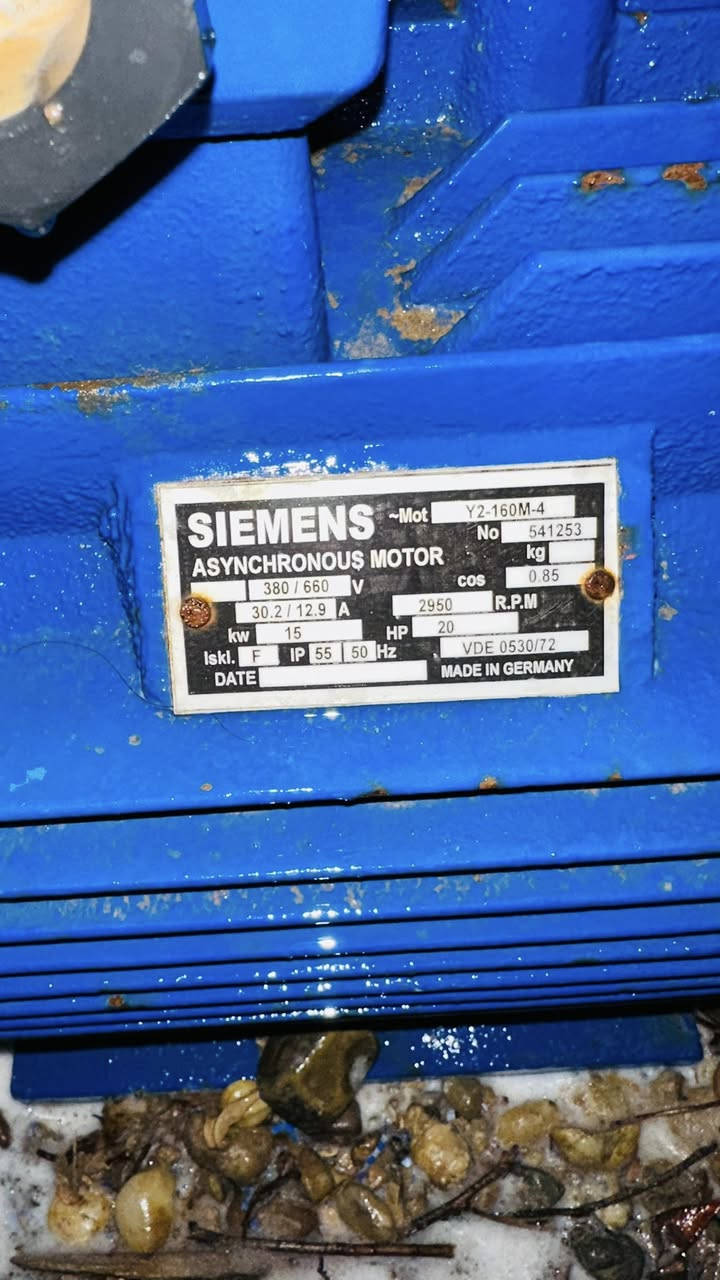 SIEMENS ~Mot Y2-160M-4
No 541253
ASYNCHRONOUS MOTOR kg
380 / 660 V cos 0.85
30.2 / 12.9 A 2950 R.P.M
kw 15 HP 20
Iskl. F IP 55 50 Hz VDE 0530/72
DATE MADE IN GERMANY